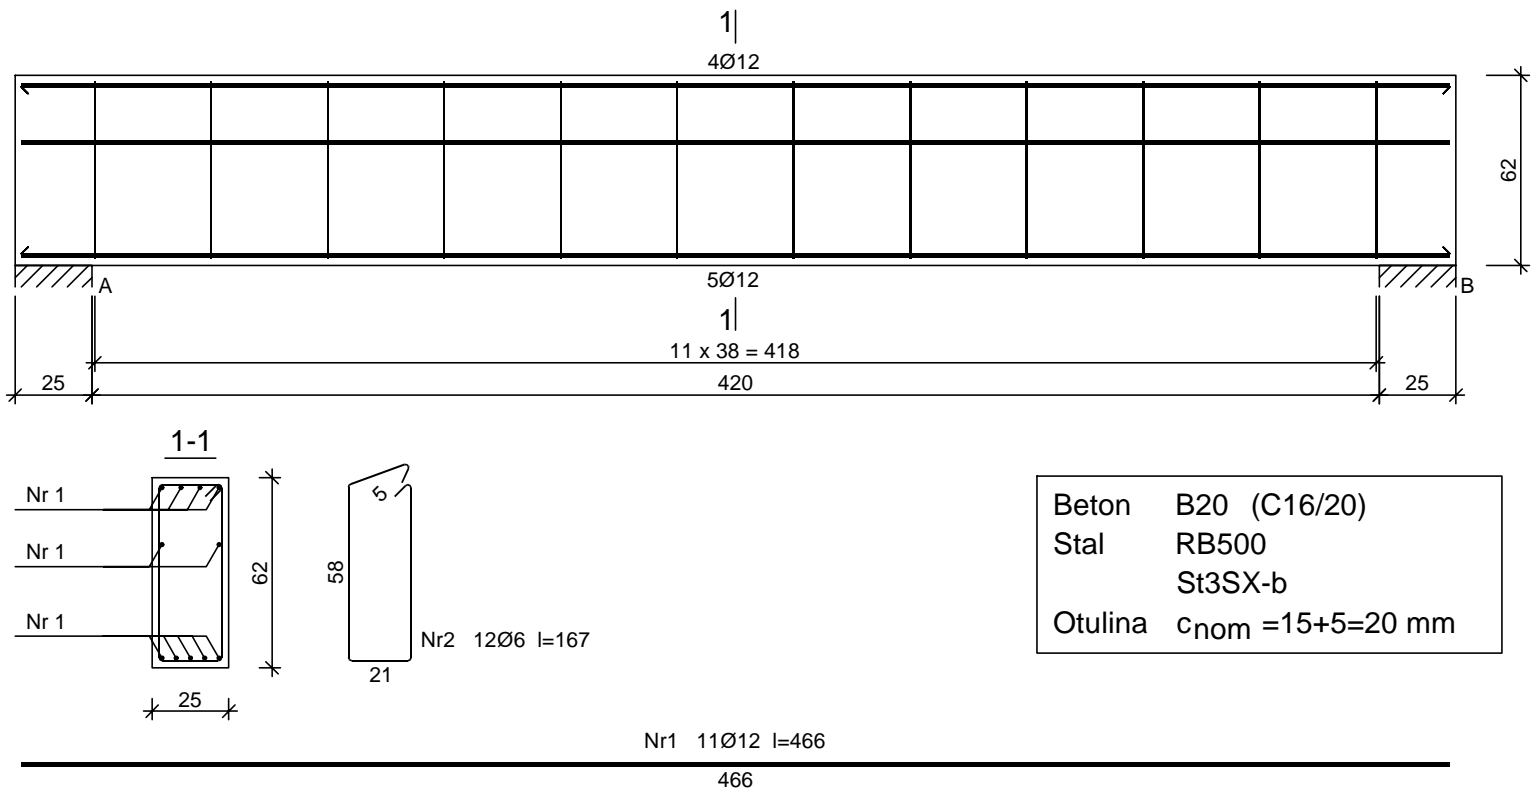 1
4Ø12
62
A
5Ø12
B
1
11 x 38 = 418
25
420
25
1-1
Nr 1
Nr 1
Nr 1
62
25
5
58
21
Nr2 12Ø6 l=167
Beton B20 (C16/20)
Stal RB500
St3SX-b
Otulina cnom =15+5=20 mm
Nr1 11Ø12 l=466
466